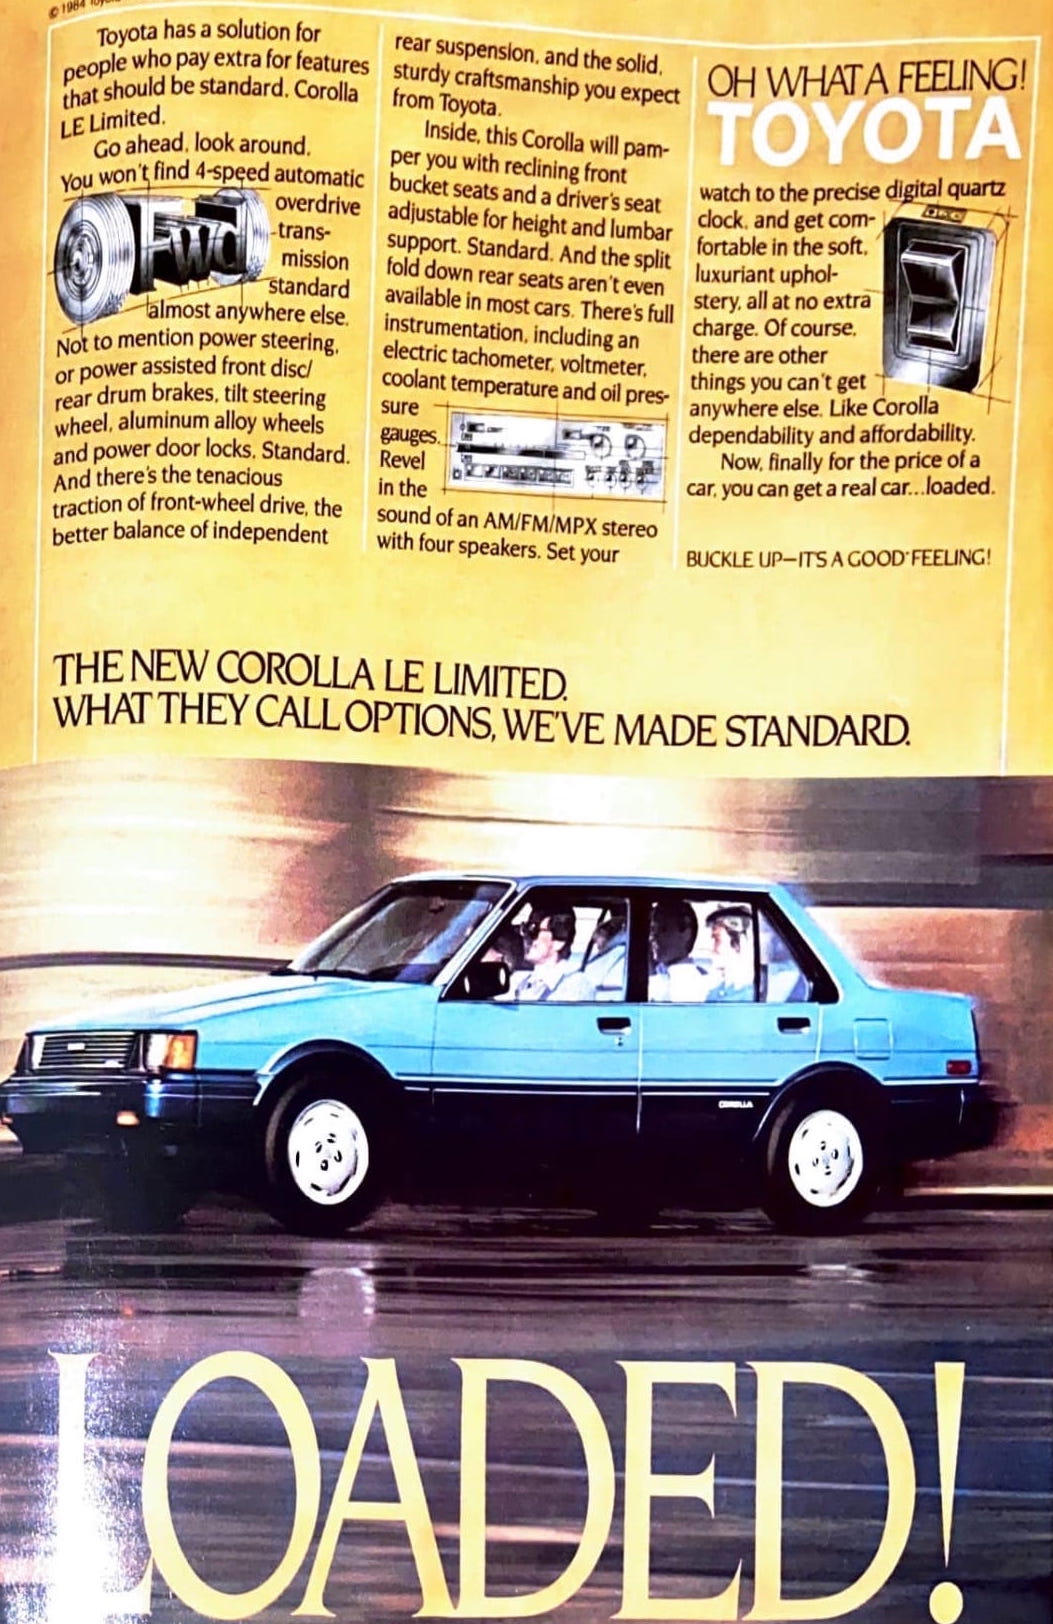 © 1984 Toyota
Toyota has a solution for
people who pay extra for features
that should be standard. Corolla
LE Limited.
Go ahead, look around.
You won't find 4-speed automatic
overdrive
trans-
mission
standard
almost anywhere else.
Not to mention power steering,
or power assisted front disc/
rear drum brakes, tilt steering
wheel, aluminum alloy wheels
and power door locks. Standard.
And there's the tenacious
traction of front-wheel drive, the
better balance of independent
FWD
rear suspension, and the solid,
sturdy craftsmanship you expect
from Toyota.
Inside, this Corolla will pam-
per you with reclining front
bucket seats and a driver's seat
adjustable for height and lumbar
support. Standard. And the split
fold down rear seats aren't even
available in most cars. There's full
instrumentation, including an
electric tachometer, voltmeter,
coolant temperature and oil pres-
sure
gauges.
Revel
in the
sound of an AM/FM/MPX stereo
with four speakers. Set your
OH WHAT A FEELING!
TOYOTA
watch to the precise digital quartz
clock, and get com-
fortable in the soft,
luxuriant uphol-
stery, all at no extra
charge. Of course,
there are other
things you can't get
anywhere else. Like Corolla
dependability and affordability.
Now, finally for the price of a
car, you can get a real car...loaded.
BUCKLE UP—IT'S A GOOD FEELING!
THE NEW COROLLA LE LIMITED.
WHAT THEY CALL OPTIONS, WE'VE MADE STANDARD.
COROLLA
LOADED!